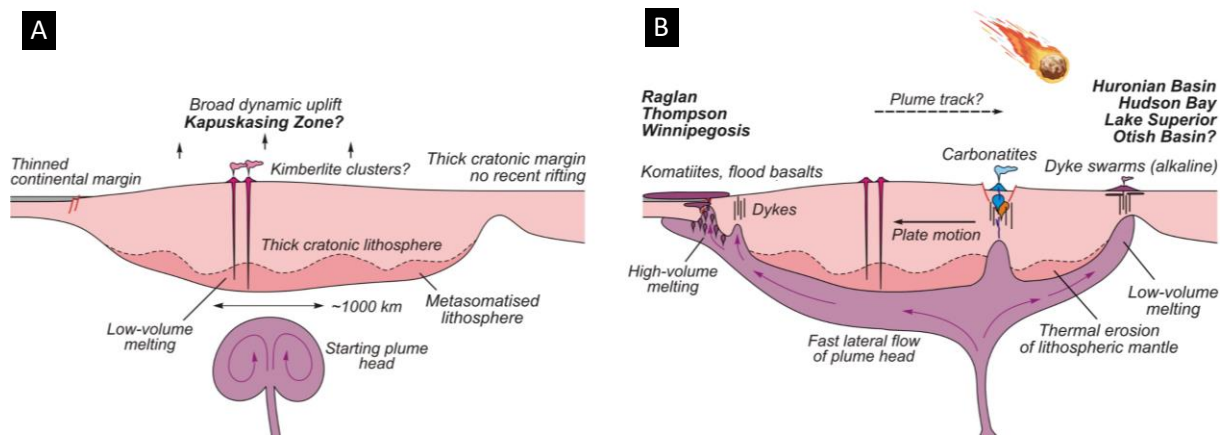 A
Broad dynamic uplift
Kapuskasing Zone?
Thinned
continental margin
Kimberlite clusters?
Thick cratonic margin
no recent rifting
Thick cratonic lithosphere
Low-volume
melting
~1000 km
Metasomatised
lithosphere
Starting plume
head
B
Raglan
Thompson
Winnipegosis
Plume track?
Huronian Basin
Hudson Bay
Lake Superior
Otish Basin?
Komatiites, flood basalts
Carbonatites
Dyke swarms (alkaline)
Dykes
Plate motion
High-volume
melting
Low-volume
melting
Fast lateral flow
of plume head
Thermal erosion
of lithospheric mantle